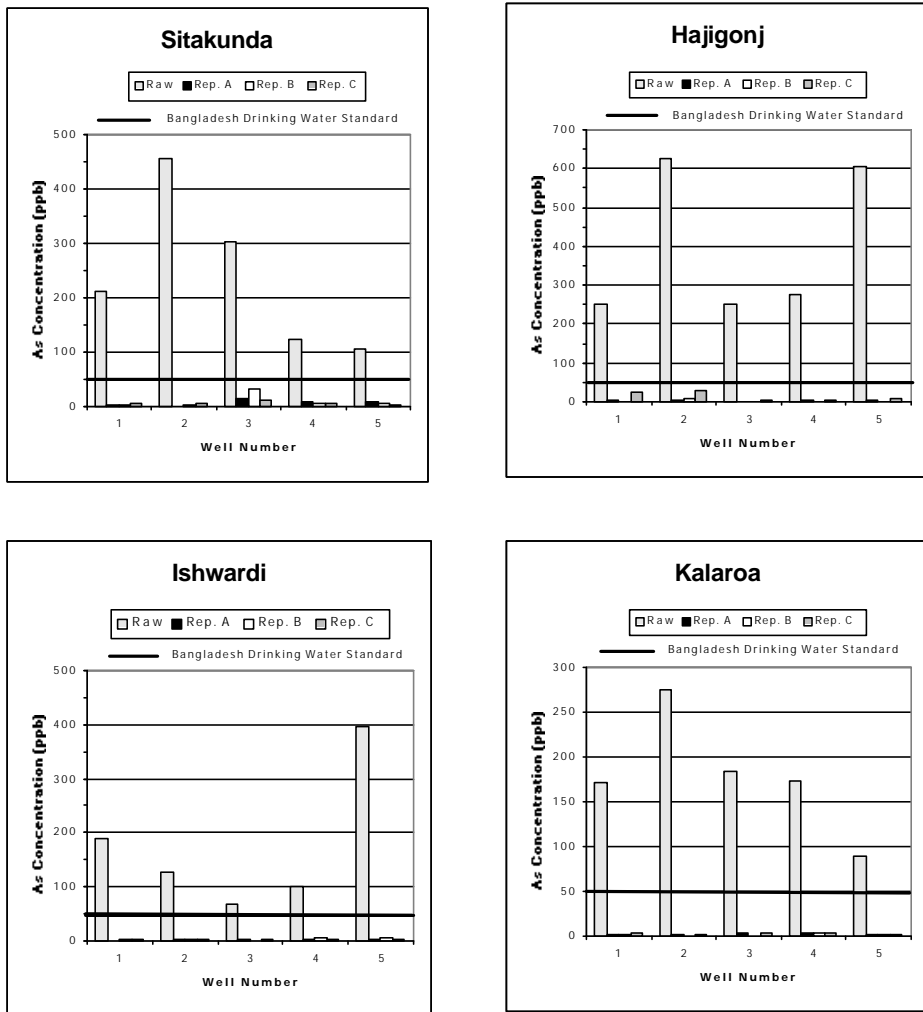 Sitakunda
Raw Rep. A Rep. B Rep. C
Bangladesh Drinking Water Standard
As Concentration (ppb)
500
400
300
200
100
0
1 2 3 4 5
Well Number
Hajigonj
Raw Rep. A Rep. B Rep. C
Bangladesh Drinking Water Standard
As Concentration (ppb)
700
600
500
400
300
200
100
0
1 2 3 4 5
Well Number
Ishwardi
Raw Rep. A Rep. B Rep. C
Bangladesh Drinking Water Standard
As Concentration (ppb)
500
400
300
200
100
0
1 2 3 4 5
Well Number
Kalaroa
Raw Rep. A Rep. B Rep. C
Bangladesh Drinking Water Standard
As Concentration (ppb)
300
250
200
150
100
50
0
1 2 3 4 5
Well Number